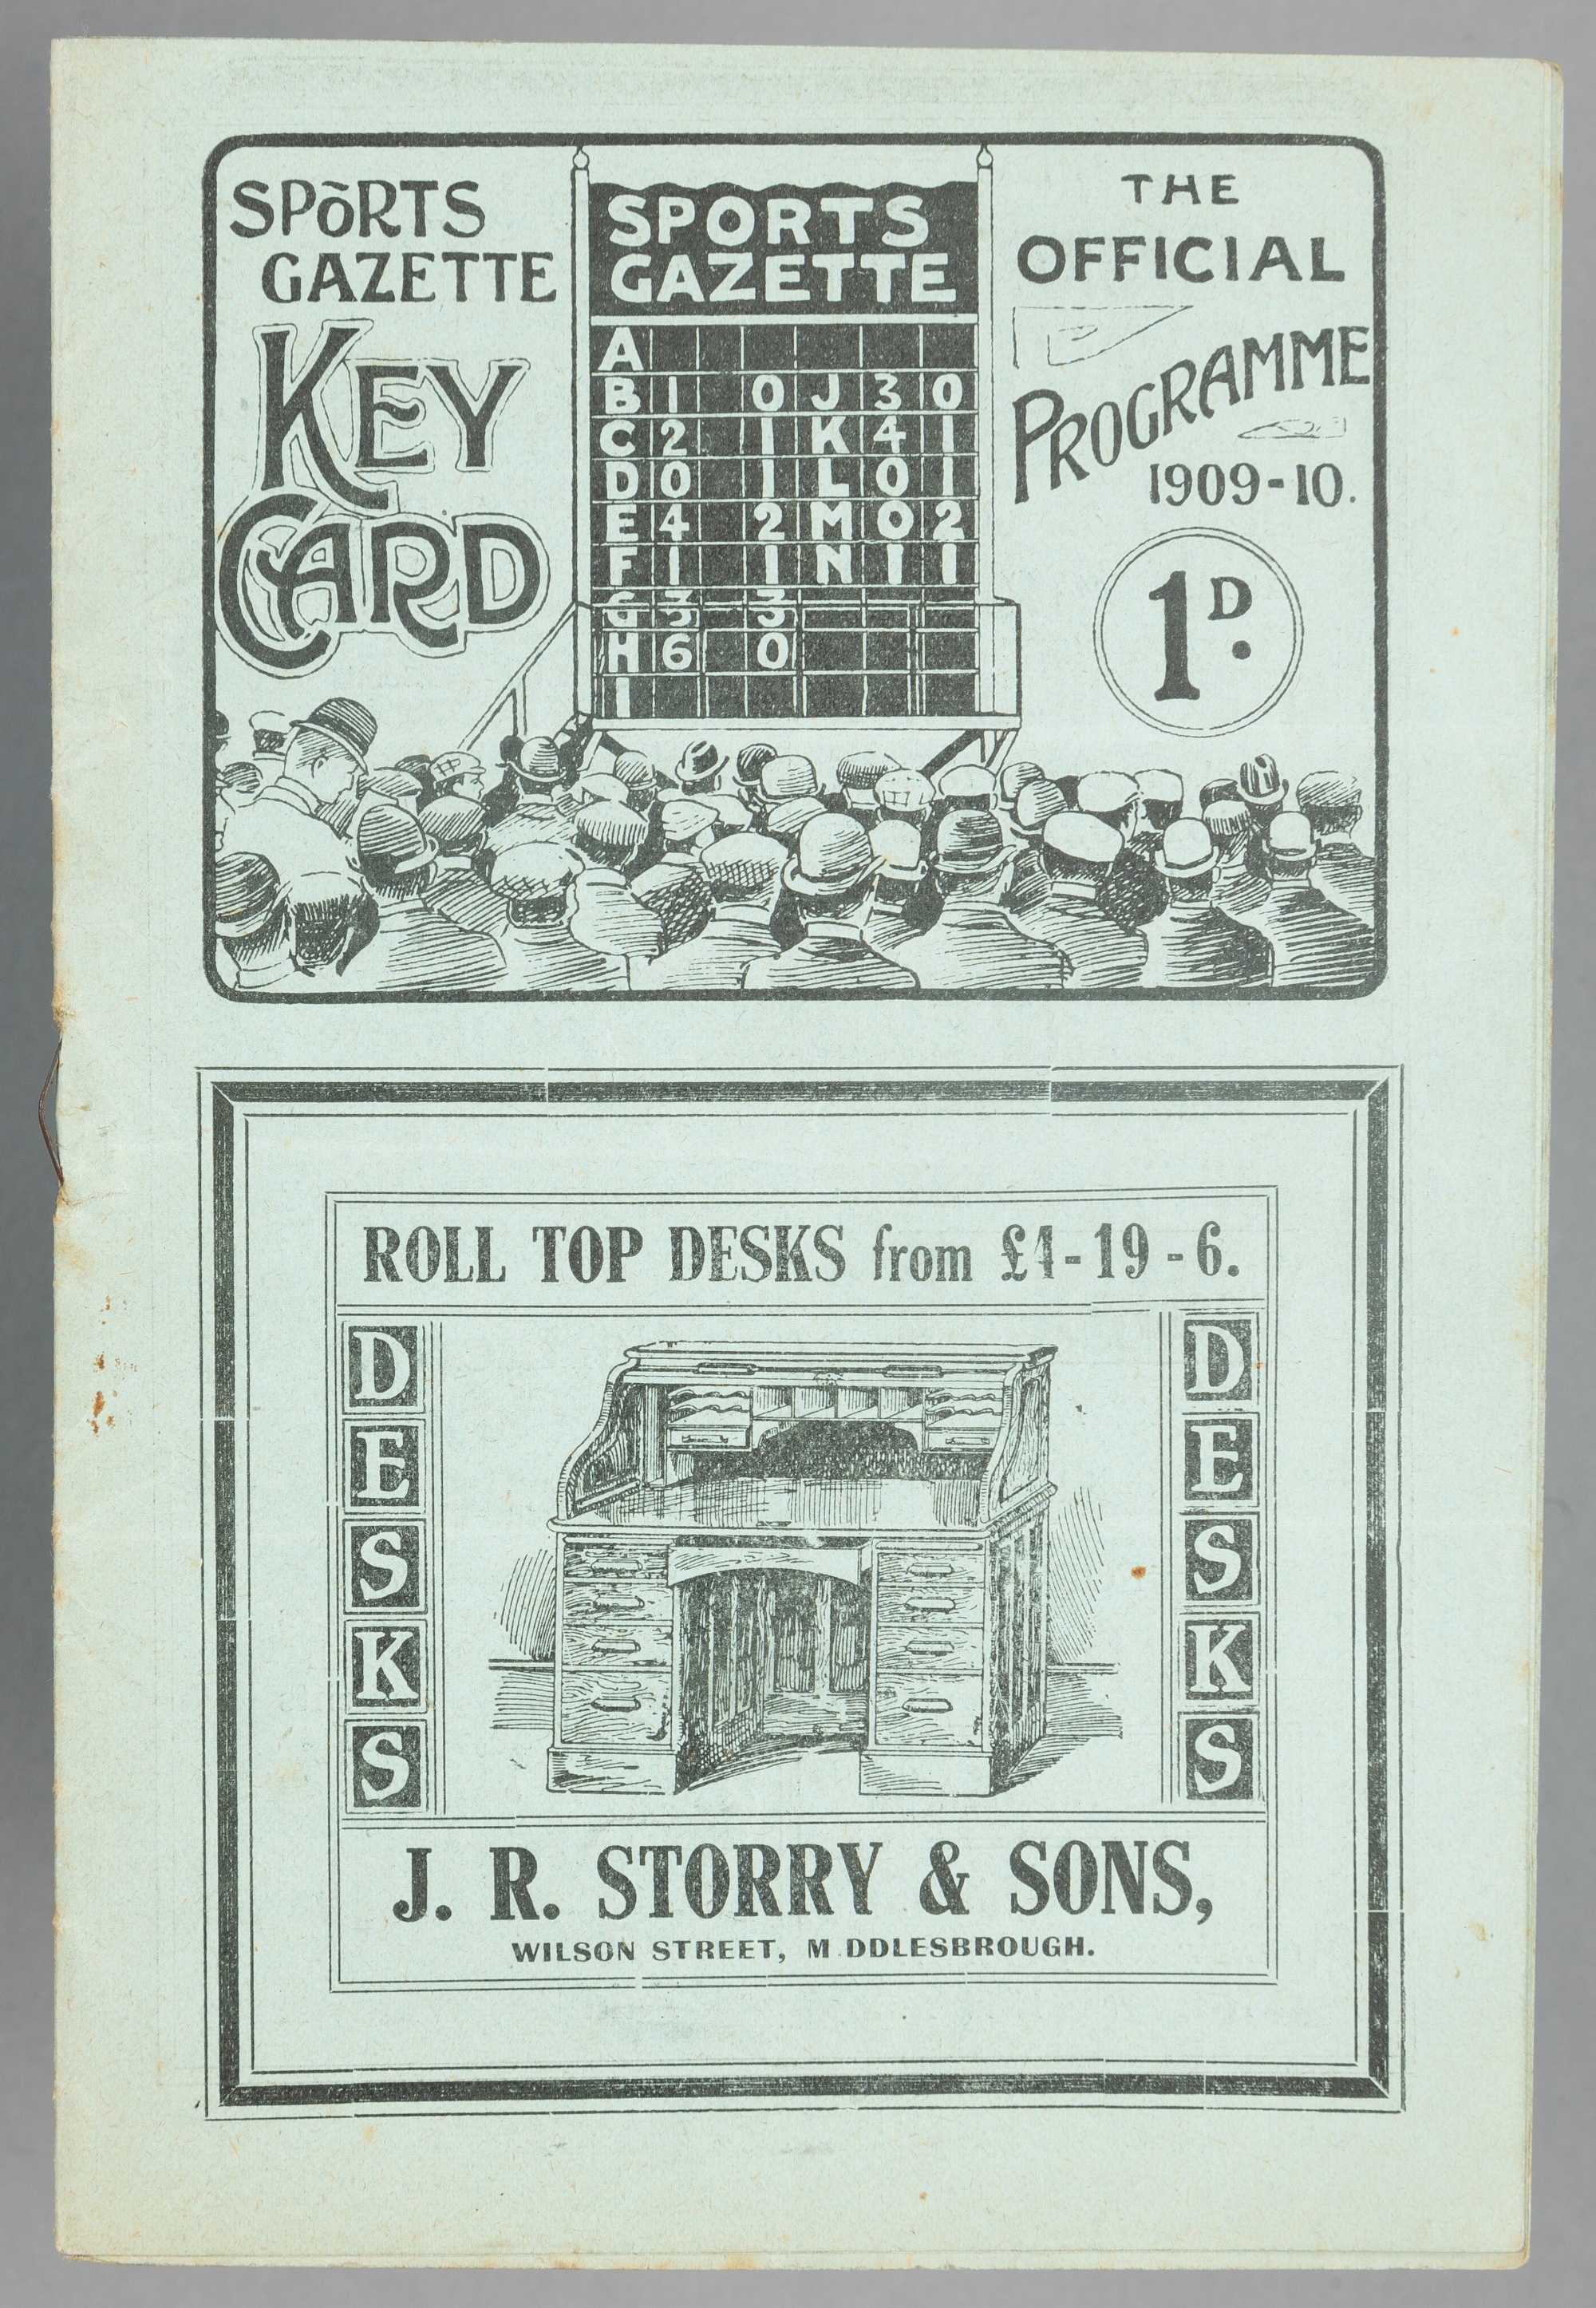 SPõRTS
GAZETTE
KEY
CARD
SPORTS
GAZETTE
A
B 1 0 J 3 0
C 2 1 K 4 1
D 0 1 L 0 1
E 4 2 M 0 2
F 1 1 N 1 1
G 3 3
H 6 0
I
THE
OFFICIAL
PROGRAMME
1909-10.
1D.
ROLL TOP DESKS from £4-19-6.
DESKS
DESKS
J. R. STORRY & SONS,
WILSON STREET, M DDLESBROUGH.